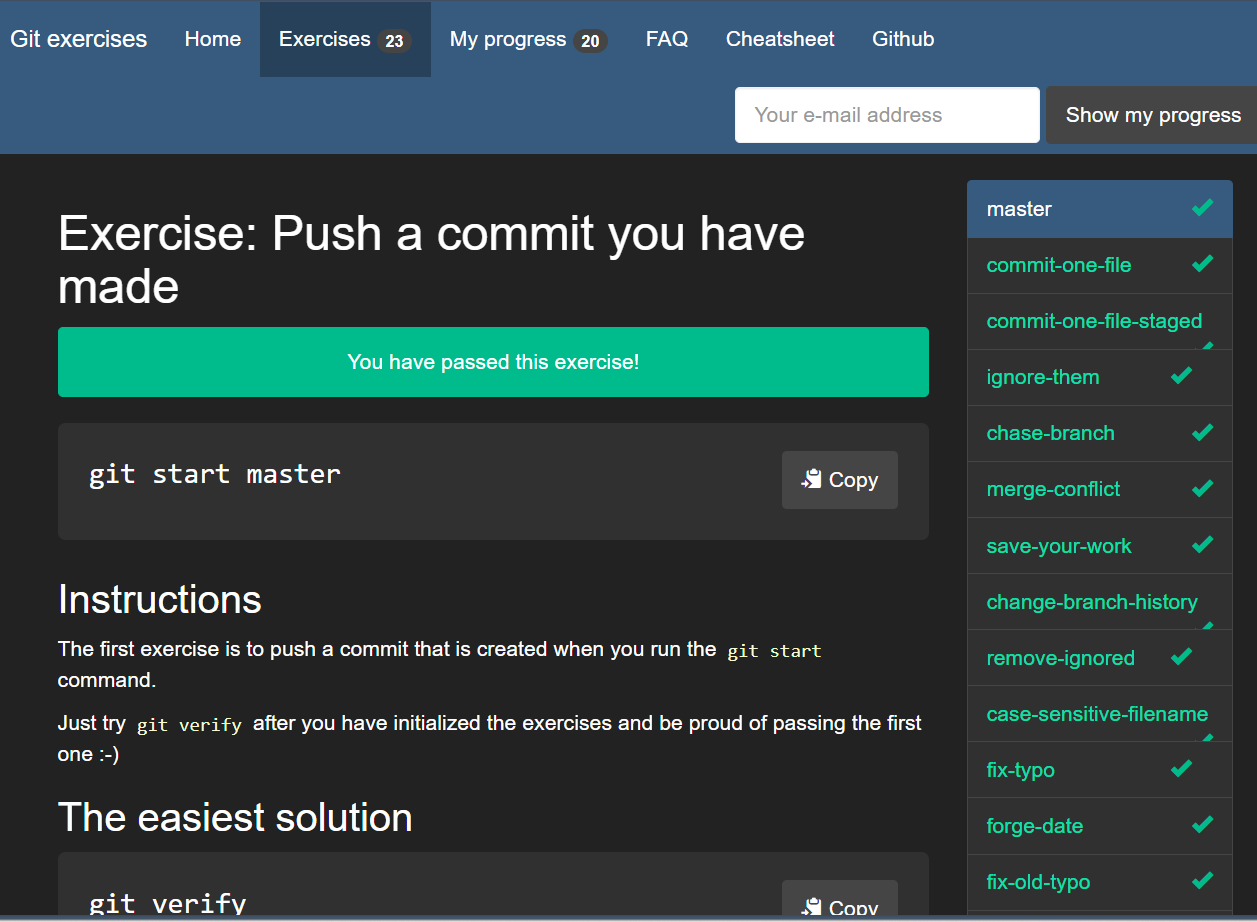 Git exercises Home Exercises 23 My progress 20 FAQ Cheatsheet Github
Your e-mail address Show my progress
Exercise: Push a commit you have
made
You have passed this exercise!
git start master
Copy
Instructions
The first exercise is to push a commit that is created when you run the git start
command.
Just try git verify after you have initialized the exercises and be proud of passing the first
one :-)
The easiest solution
git verify
Copy
master
commit-one-file
commit-one-file-staged
ignore-them
chase-branch
merge-conflict
save-your-work
change-branch-history
remove-ignored
case-sensitive-filename
fix-typo
forge-date
fix-old-typo